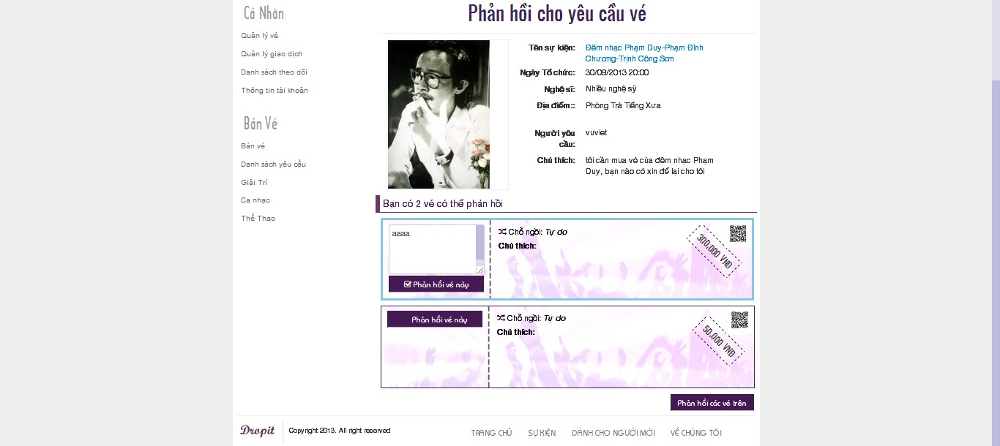 Cá Nhân
Quản lý vé
Quản lý giao dịch
Danh sách theo dõi
Thông tin tài khoản
Bán Vé
Bán vé
Danh sách yêu cầu
Giải Trí
Ca nhạc
Thể Thao
Phản hồi cho yêu cầu vé
Tên sự kiện: Đêm nhạc Phạm Duy-Phạm Đình
Chương-Trịnh Công Sơn
Ngày Tổ chức: 30/09/2013 20:00
Nghệ sĩ: Nhiều nghệ sỹ
Địa điểm:: Phòng Trà Tiếng Xưa
Người yêu
cầu: vuviet
Chú thích: tôi cần mua vé của đêm nhạc Phạm
Duy, bạn nào có xin để lại cho tôi
Bạn có 2 vé có thể phản hồi
aaaa
Phản hồi vé này
Chỗ ngồi: Tự do
Chú thích:
300,000 VNĐ
Phản hồi vé này
Chỗ ngồi: Tự do
Chú thích:
50,000 VNĐ
Phản hồi các vé trên
Dropit
Copyright 2013. All right reserved
TRANG CHỦ SỰ KIỆN DÀNH CHO NGƯỜI MỚI VỀ CHÚNG TÔI